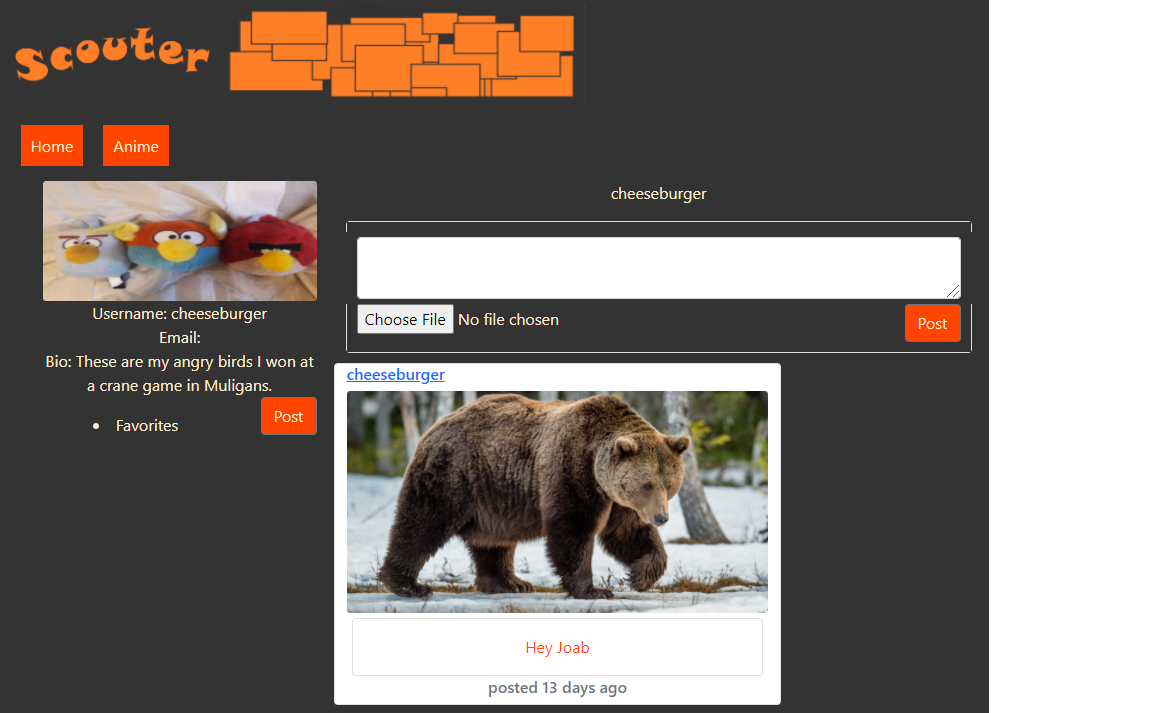 Scouter
Home
Anime
cheeseburger
Choose File No file chosen
Post
Username: cheeseburger
Email:
Bio: These are my angry birds I won at
a crane game in Muligans.
Post
Favorites
cheeseburger
Hey Joab
posted 13 days ago